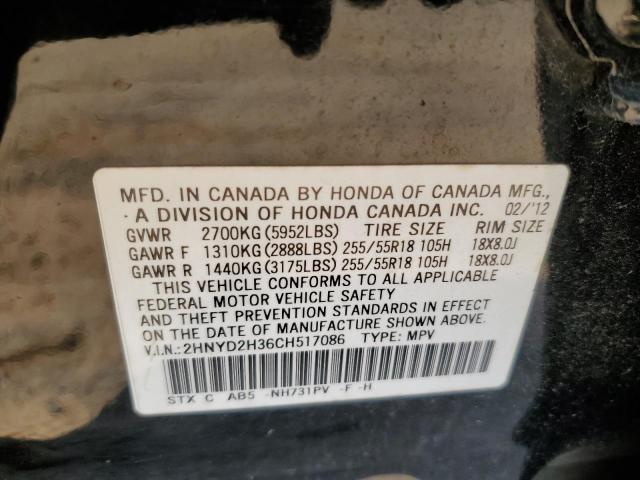 MFD. IN CANADA BY HONDA OF CANADA MFG.,
A DIVISION OF HONDA CANADA INC. 02/'12
GVWR 2700KG(5952LBS) TIRE SIZE RIM SIZE
GAWR F 1310KG(2888LBS) 255/55R18 105H 18X8.0J
GAWR R 1440KG(3175LBS) 255/55R18 105H 18X8.0J
THIS VEHICLE CONFORMS TO ALL APPLICABLE
FEDERAL MOTOR VEHICLE SAFETY
AND THEFT PREVENTION STANDARDS IN EFFECT
ON THE DATE OF MANUFACTURE SHOWN ABOVE.
V.I.N.: 2HNYD2H36CH517086 TYPE: MPV
STX C AB5 -NH731PV -F -H